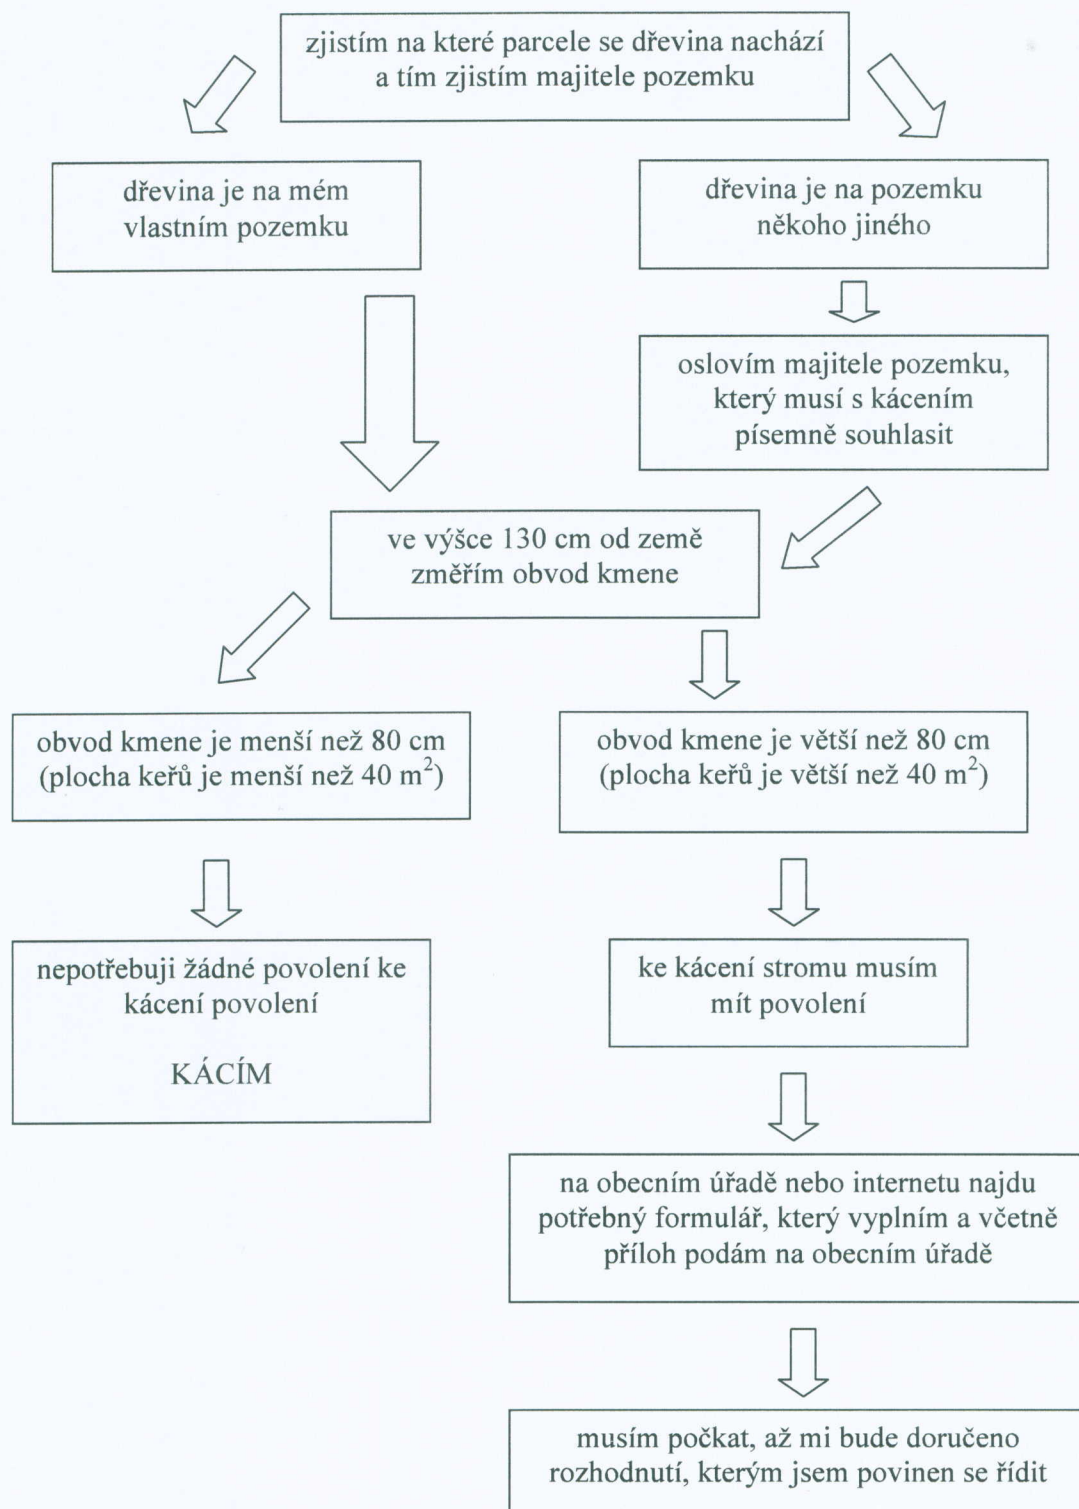 zjistím na které parcele se dřevina nachází
a tím zjistím majitele pozemku
dřevina je na mém
vlastním pozemku
dřevina je na pozemku
někoho jiného
oslovím majitele pozemku,
který musí s kácením
písemně souhlasit
ve výšce 130 cm od země
změřím obvod kmene
obvod kmene je menší než 80 cm
(plocha keřů je menší než 40 m²)
obvod kmene je větší než 80 cm
(plocha keřů je větší než 40 m²)
nepotřebuji žádné povolení ke
kácení povolení
KÁCÍM
ke kácení stromu musím
mít povolení
na obecním úřadě nebo internetu najdu
potřebný formulář, který vyplním a včetně
příloh podám na obecním úřadě
musím počkat, až mi bude doručeno
rozhodnutí, kterým jsem povinen se řídit